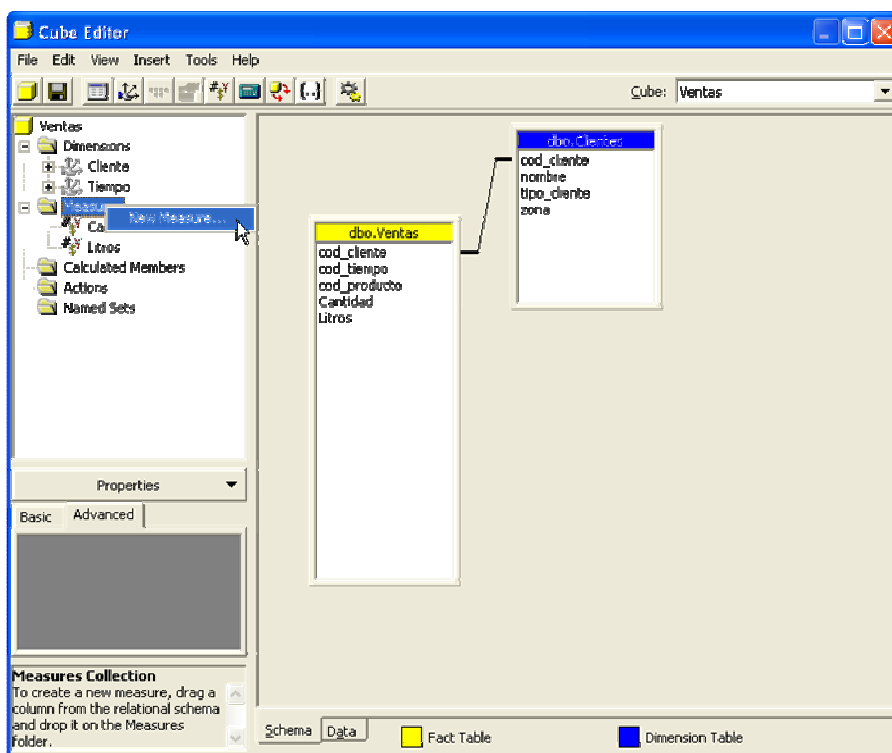 Cube Editor
File Edit View Insert Tools Help
Cube: Ventas
Ventas
Dimensions
Cliente
Tiempo
New Measure...
Litros
Calculated Members
Actions
Named Sets
dbo.Ventas
cod_cliente
cod_tiempo
cod_producto
Cantidad
Litros
dbo.Clientes
cod_cliente
nombre
tipo_cliente
zona
Properties
Basic Advanced
Measures Collection
To create a new measure, drag a
column from the relational schema
and drop it on the Measures
folder.
Schema Data
Fact Table
Dimension Table